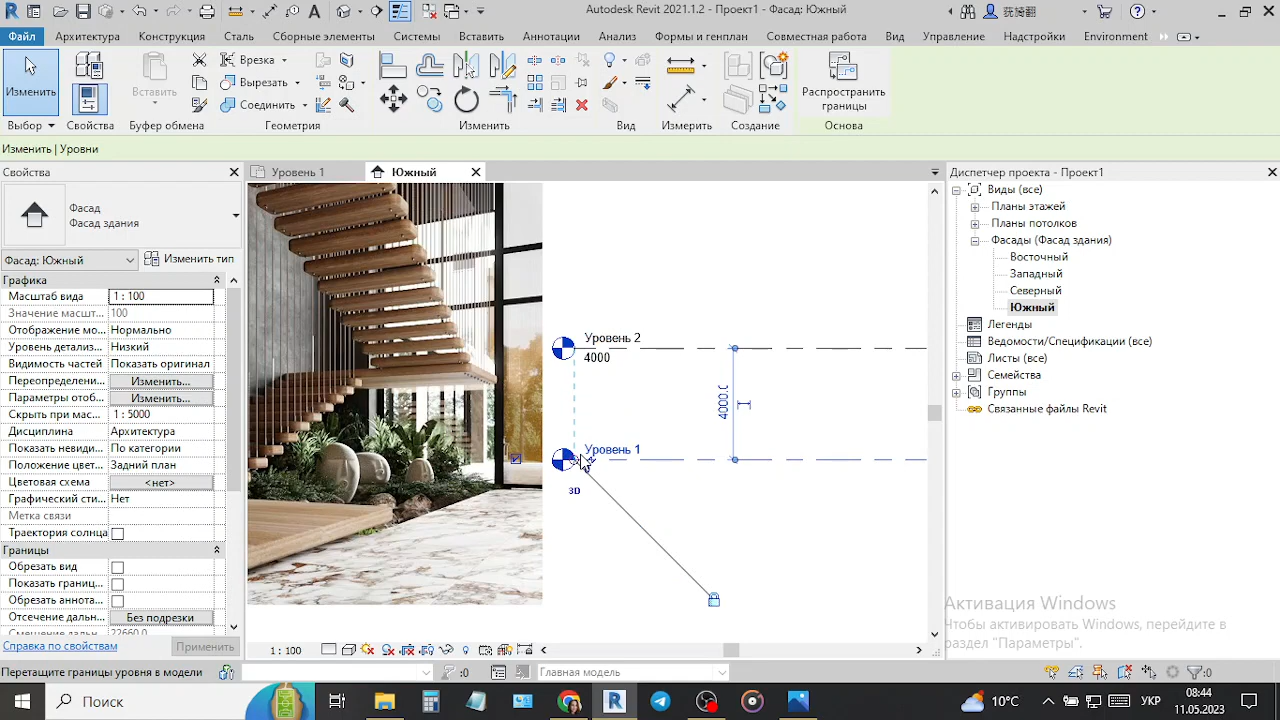 Autodesk Revit 2021.1.2 - Проект1 - Фасад: Южный
Файл Архитектура Конструкция Сталь Сборные элементы Системы Вставить Аннотации Анализ Формы и генплан Совместная работа Вид Управление Надстройки Environment
Изменить
Вставить
Врезка
Вырезать
Соединить
Распространить
границы
Выбор Свойства Буфер обмена Геометрия Изменить Вид Измерить Создание Основа
Изменить | Уровни
Свойства
Уровень 1
Южный
Диспетчер проекта - Проект1
Фасад
Фасад здания
Фасад: Южный
Изменить тип
Графика
Масштаб вида 1 : 100
Значение масшт... 100
Отображение мо... Нормально
Уровень детализ... Низкий
Видимость частей Показать оригинал
Переопределени... Изменить...
Параметры отоб... Изменить...
Скрыть при мас... 1 : 5000
Дисциплина Архитектура
Показать невиди... По категории
Положение цвет... Задний план
Цветовая схема <нет>
Графический стил... Нет
Метка связи
Траектория солнца
Границы
Обрезать вид
Показать границ...
Обрезать аннота...
Отсечение дальн... Без подрезки
Справка по свойствам
Применить
Уровень 2
4000
4000.0
Уровень 1
3D
Виды (все)
Планы этажей
Планы потолков
Фасады (Фасад здания)
Восточный
Западный
Северный
Южный
Легенды
Ведомости/Спецификации (все)
Листы (все)
Семейства
Группы
Связанные файлы Revit
Активация Windows
Чтобы активировать Windows, перейдите в
раздел "Параметры".
: 100
Перетащите границы уровня в модели
:0
Главная модель
:0
Поиск
10°C
УКР
08:44
11.05.2023